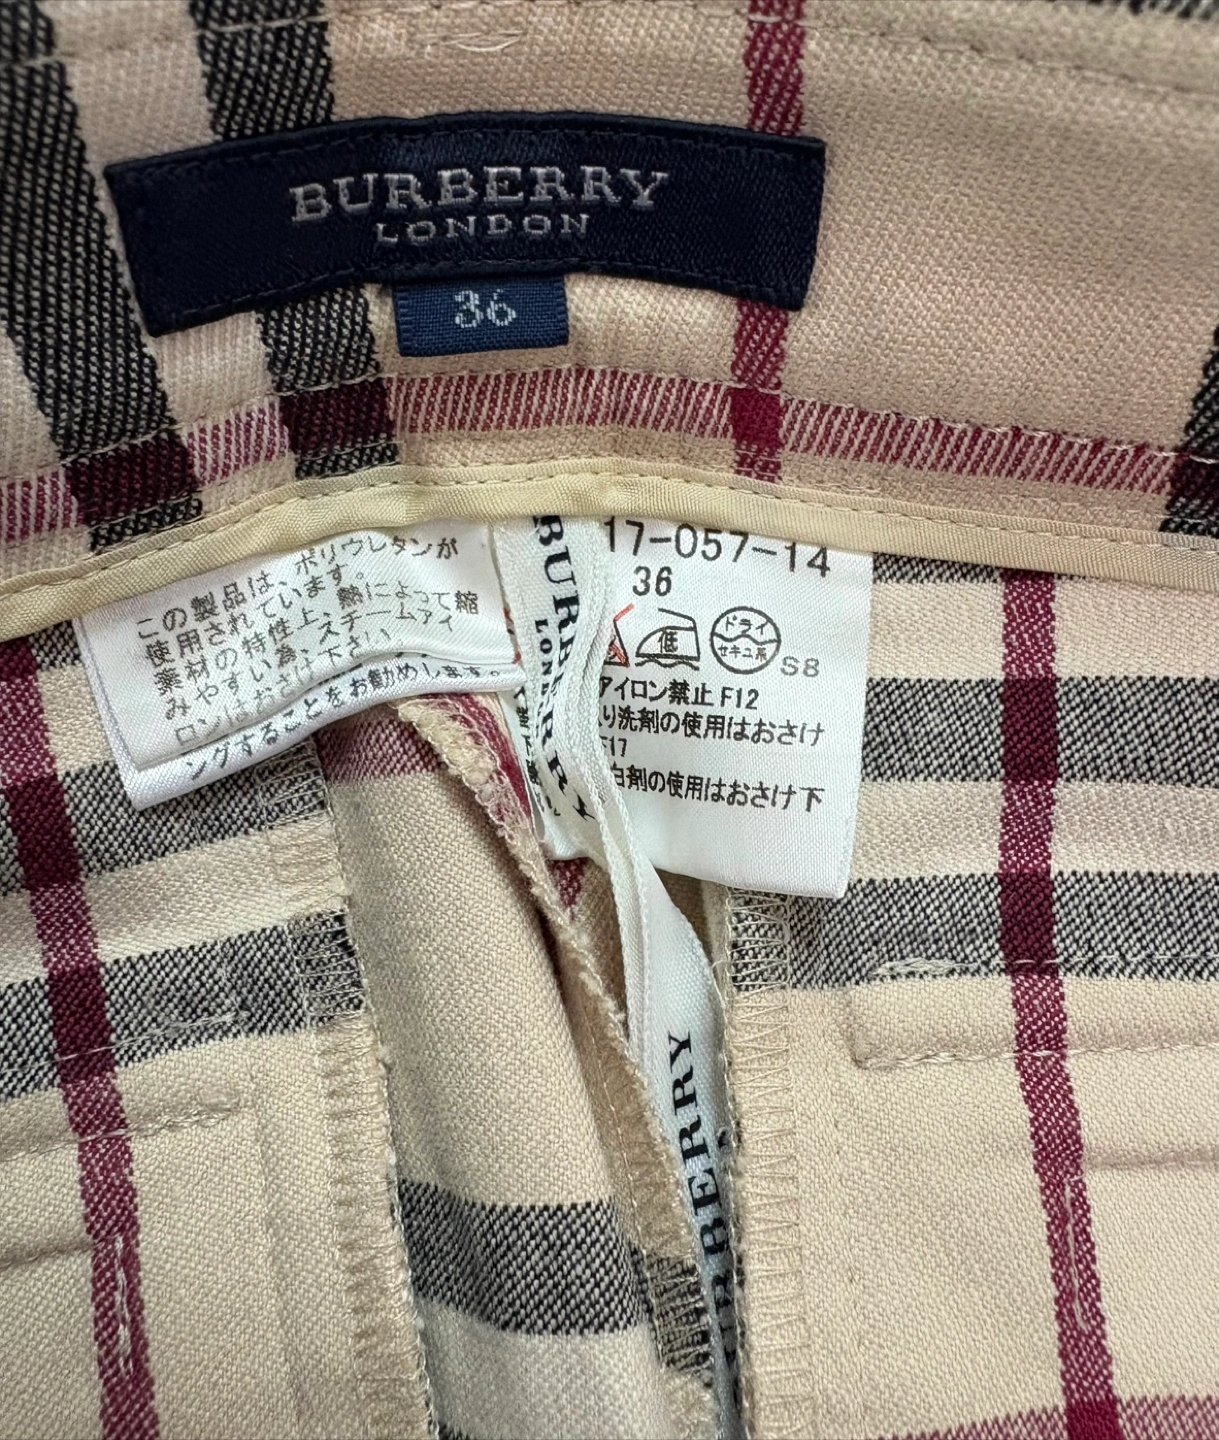 BURBERRY
LONDON
36
この製品は、ポリウレタンが
使用されています。
素材の特性上、熱によって縮
みやすい為、スチームアイ
ロンはおさけ下さい。
ングすることをお勧めします。
BURBERRY
LONDON
17-057-14
36
低
ドライ
セキユ系
S8
アイロン禁止 F12
り洗剤の使用はおさけ
F17
白剤の使用はおさけ下
BURBERRY